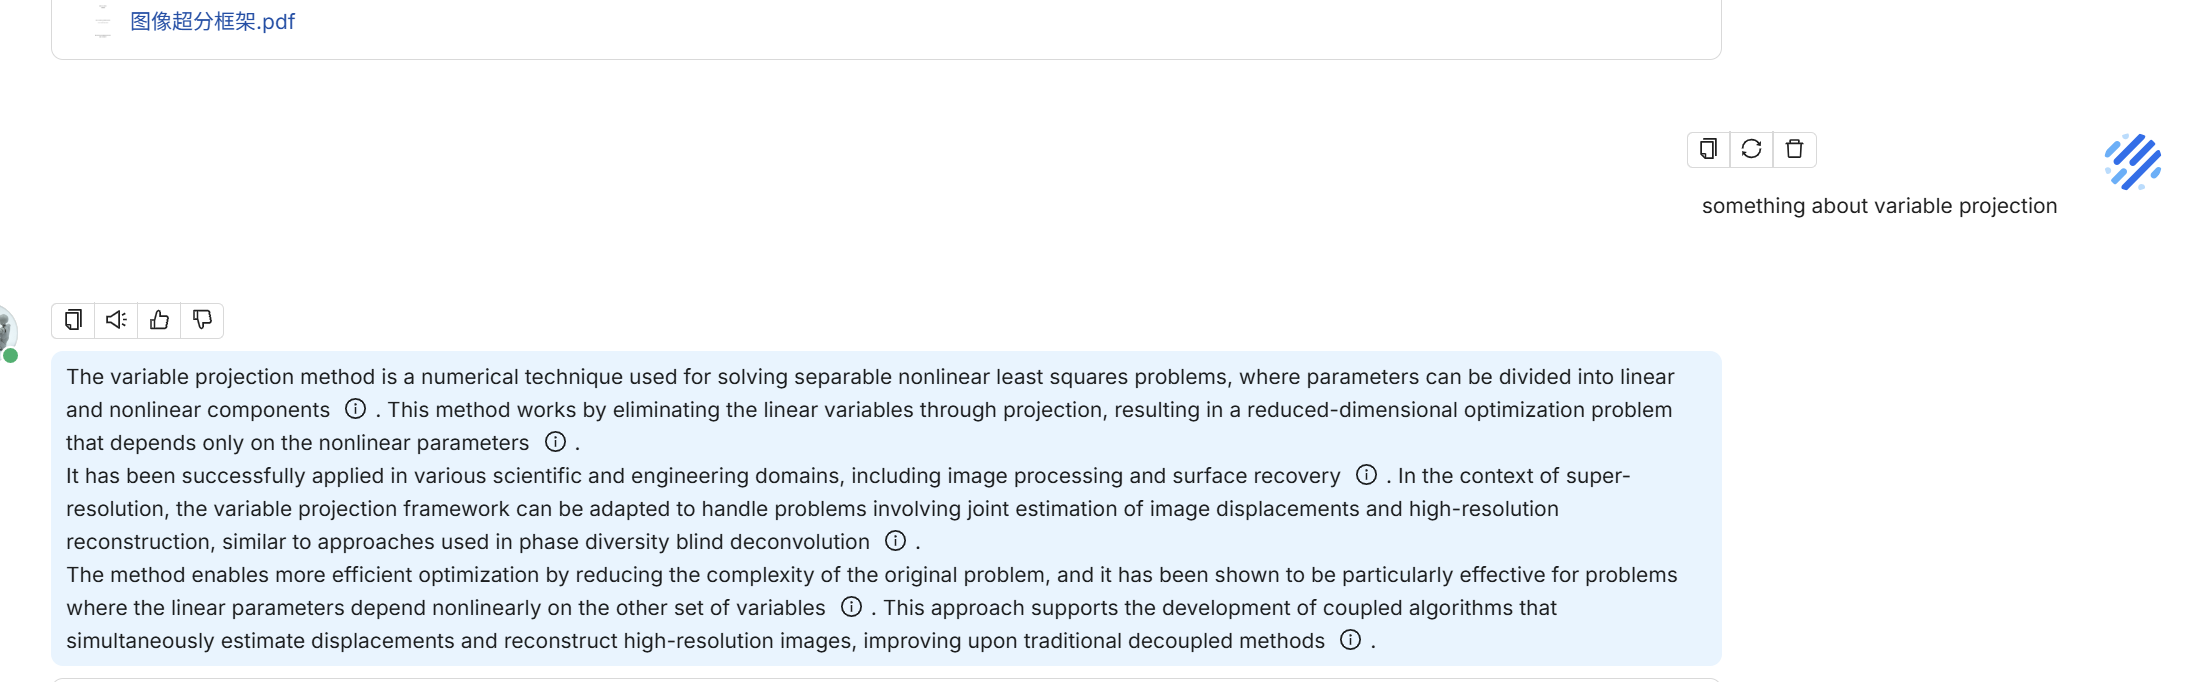 图像超分框架.pdf
something about variable projection
The variable projection method is a numerical technique used for solving separable nonlinear least squares problems, where parameters can be divided into linear
and nonlinear components . This method works by eliminating the linear variables through projection, resulting in a reduced-dimensional optimization problem
that depends only on the nonlinear parameters .
It has been successfully applied in various scientific and engineering domains, including image processing and surface recovery . In the context of super-
resolution, the variable projection framework can be adapted to handle problems involving joint estimation of image displacements and high-resolution
reconstruction, similar to approaches used in phase diversity blind deconvolution .
The method enables more efficient optimization by reducing the complexity of the original problem, and it has been shown to be particularly effective for problems
where the linear parameters depend nonlinearly on the other set of variables . This approach supports the development of coupled algorithms that
simultaneously estimate displacements and reconstruct high-resolution images, improving upon traditional decoupled methods .